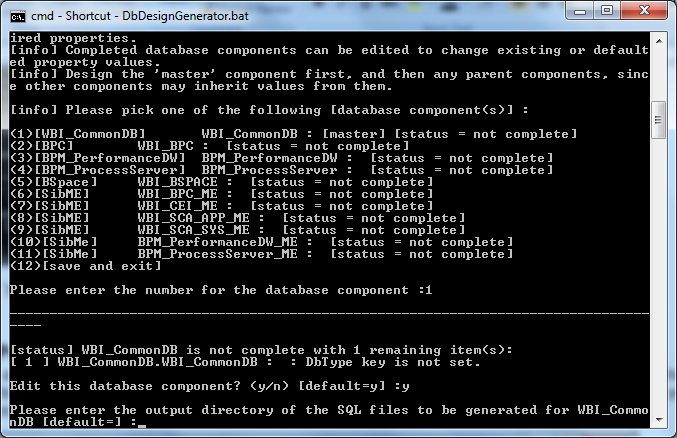 cmd - Shortcut - DbDesignGenerator.bat
ired properties.
[info] Completed database components can be edited to change existing or default
ed property values.
[info] Design the 'master' component first, and then any parent components, sinc
e other components may inherit values from them.
[info] Please pick one of the following [database component(s)] :
(1)[WBI_CommonDB] WBI_CommonDB : [master] [status = not complete]
(2)[BPC] WBI_BPC : [status = not complete]
(3)[BPM_PerformanceDW] BPM_PerformanceDW : [status = not complete]
(4)[BPM_ProcessServer] BPM_ProcessServer : [status = not complete]
(5)[BSpace] WBI_BSPACE : [status = not complete]
(6)[SibME] WBI_BPC_ME : [status = not complete]
(7)[SibME] WBI_CEI_ME : [status = not complete]
(8)[SibME] WBI_SCA_APP_ME : [status = not complete]
(9)[SibME] WBI_SCA_SYS_ME : [status = not complete]
(10)[SibMe] BPM_PerformanceDW_ME : [status = not complete]
(11)[SibMe] BPM_ProcessServer_ME : [status = not complete]
(12)[save and exit]
Please enter the number for the database component :1
--------------------------------------------------------------------------------
----
[status] WBI_CommonDB is not complete with 1 remaining item(s):
[ 1 ] WBI_CommonDB.WBI_CommonDB : : DbType key is not set.
Edit this database component? (y/n) [default=y] :y
Please enter the output directory of the SQL files to be generated for WBI_Commo
nDB [default=] :_